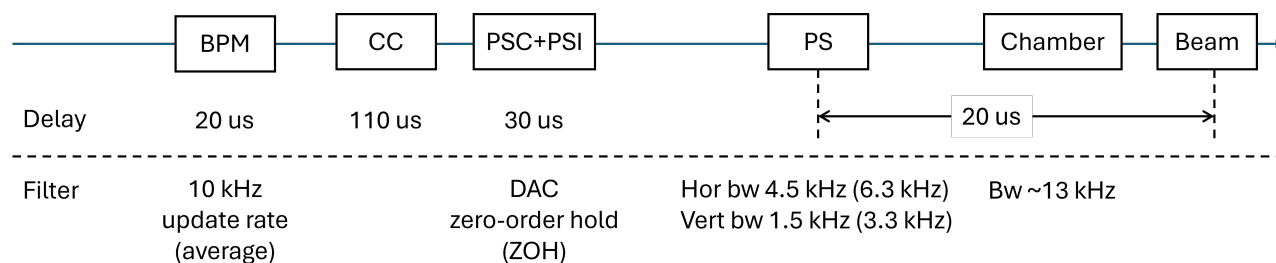 BPM CC PSC+PSI PS Chamber Beam
Delay 20 us 110 us 30 us 20 us
Filter 10 kHz DAC Hor bw 4.5 kHz (6.3 kHz) Bw ~13 kHz
update rate zero-order hold Vert bw 1.5 kHz (3.3 kHz)
(average) (ZOH)